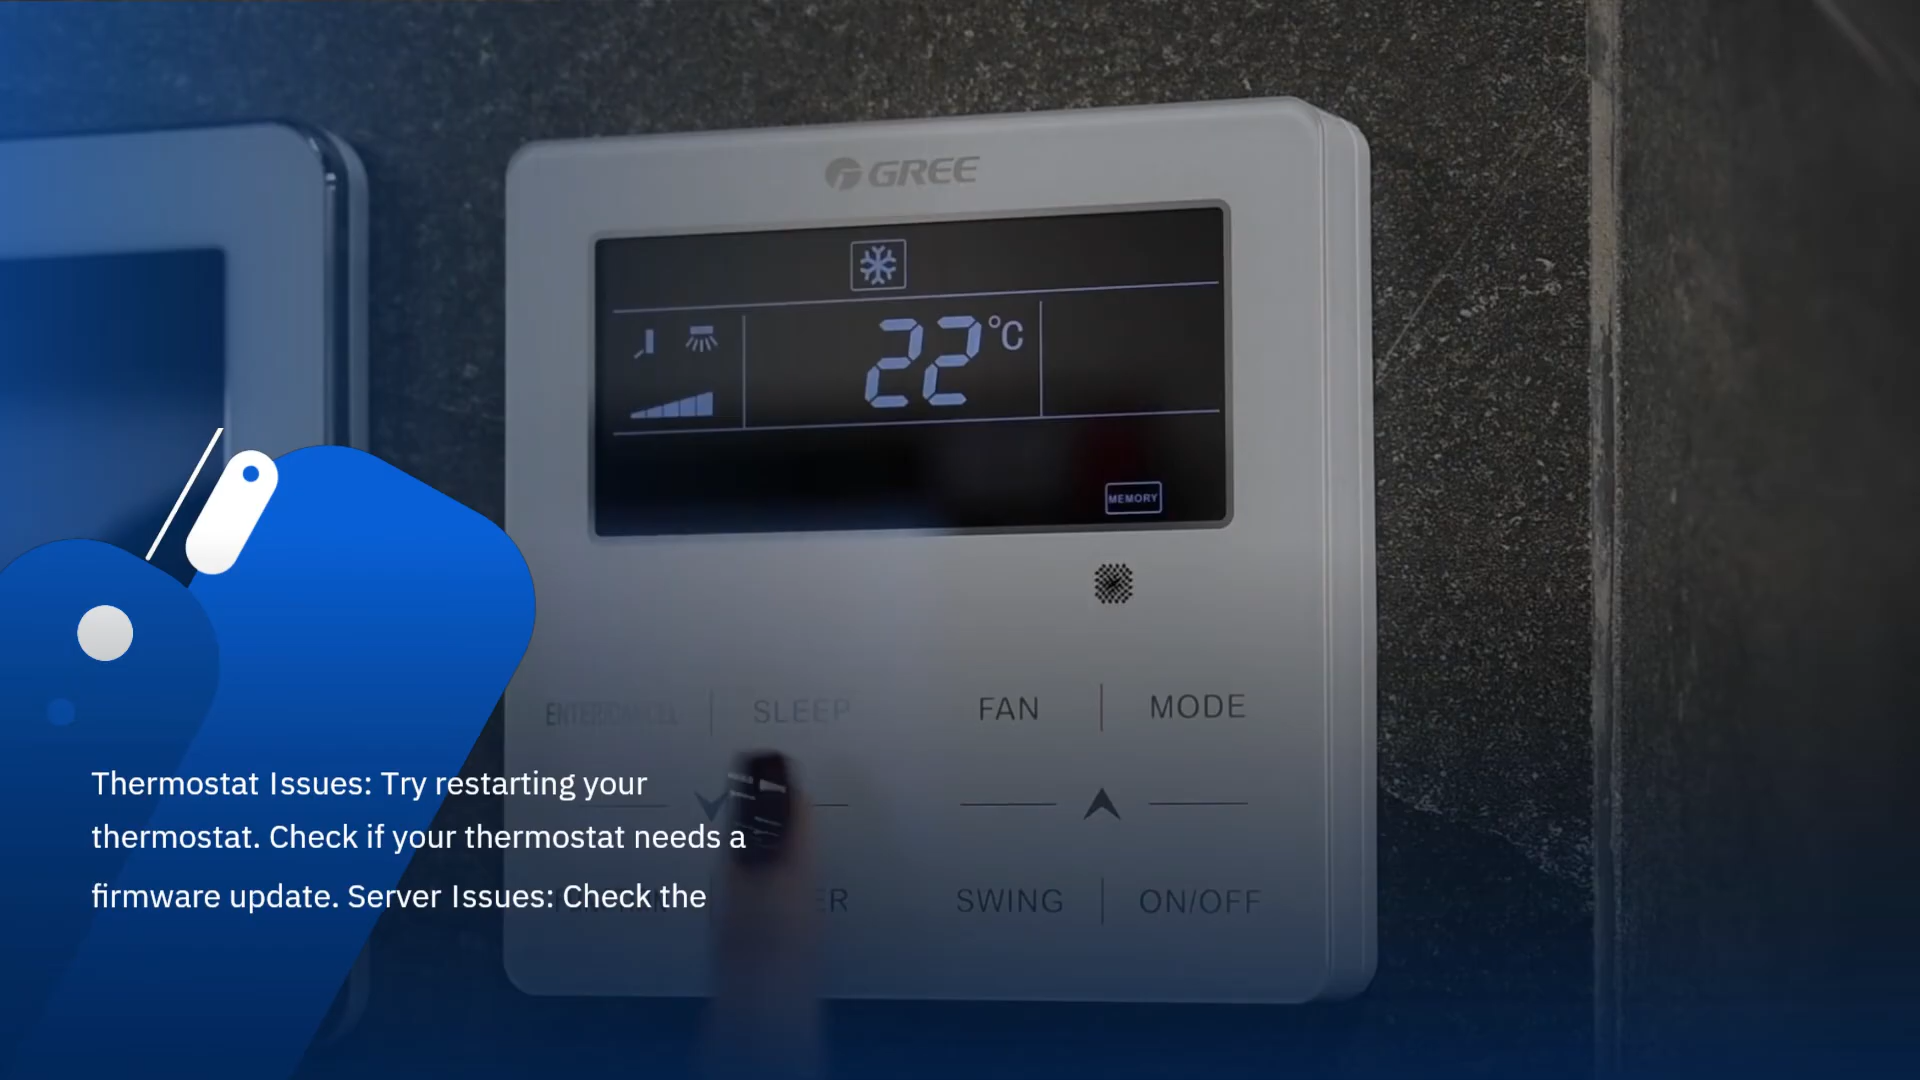 GREE
22°C
MEMORY
SLEEP
FAN
MODE
Thermostat Issues: Try restarting your
thermostat. Check if your thermostat needs a
firmware update. Server Issues: Check the
SWING
ON/OFF